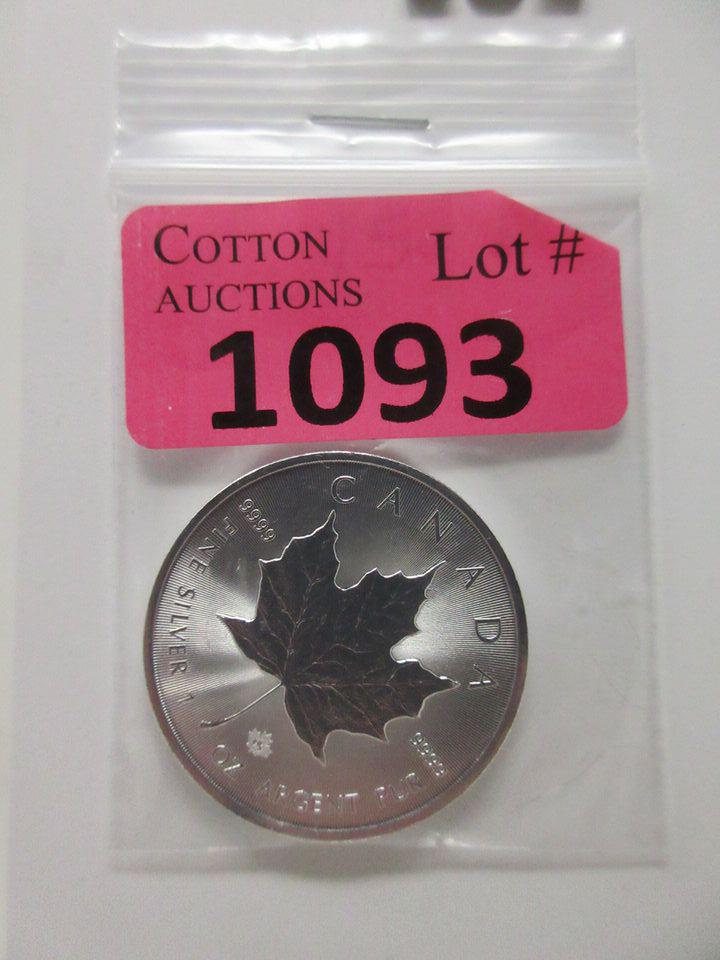 COTTON
AUCTIONS
Lot #
1093
CANADA
9999
FINE SILVER 1 OZ ARGENT PUR
9999